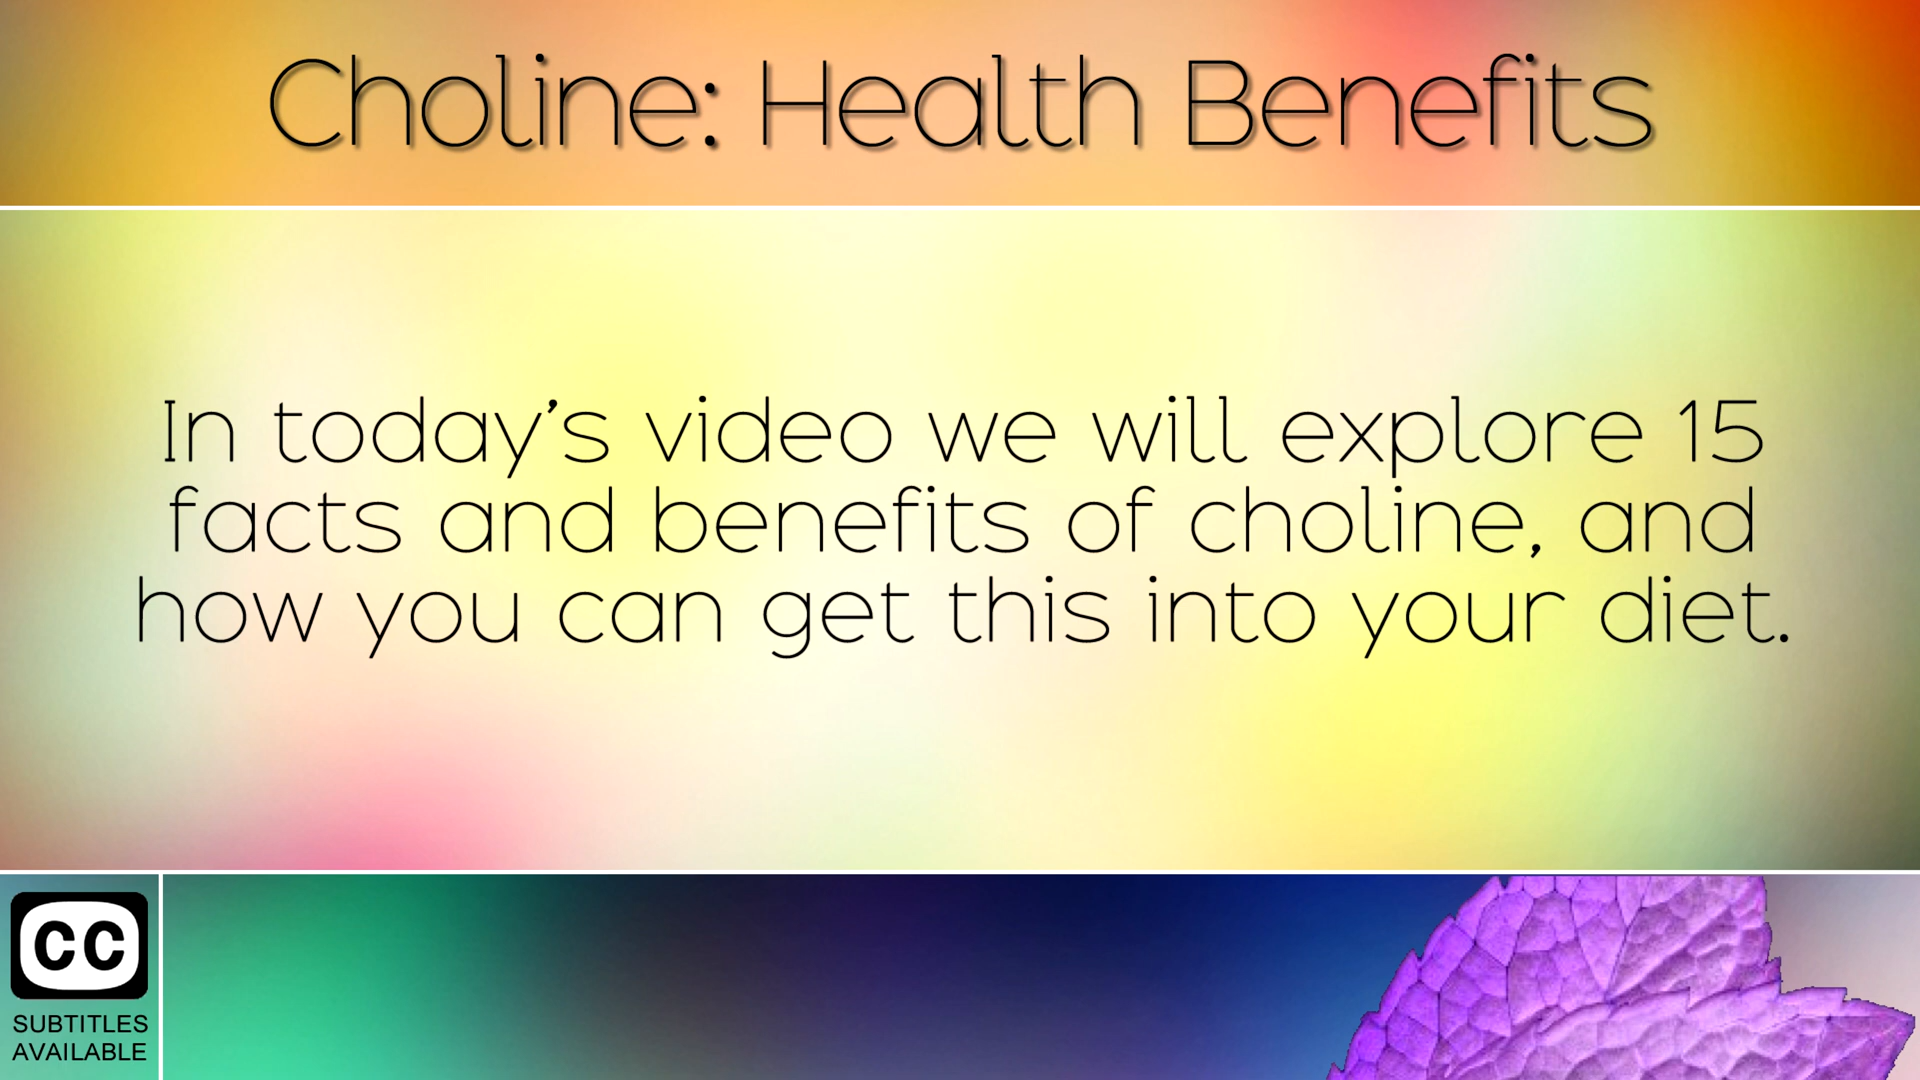 Choline: Health Benefits
In today's video we will explore 15
facts and benefits of choline, and
how you can get this into your diet.
CC
SUBTITLES
AVAILABLE